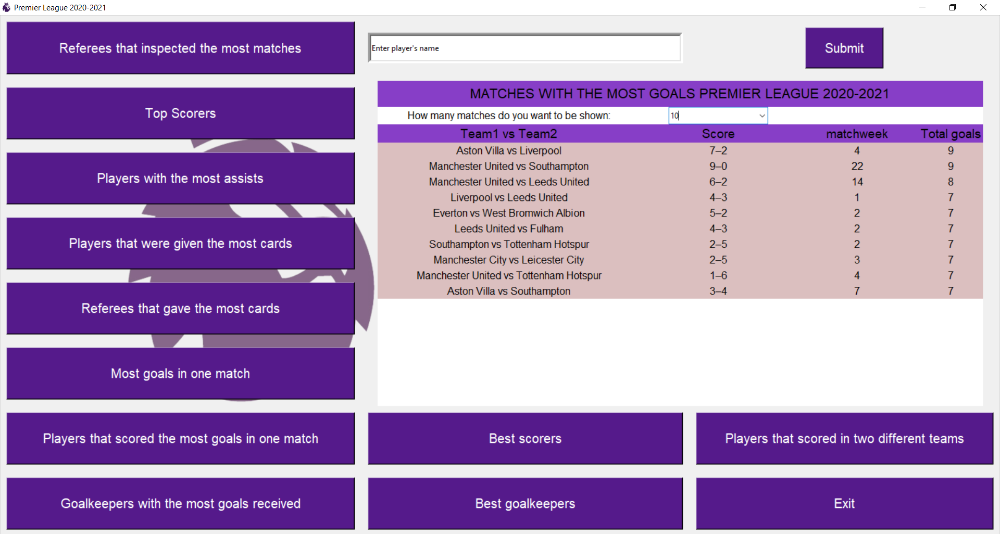 Premier League 2020-2021
Referees that inspected the most matches
Enter player's name
Submit
Top Scorers
Players with the most assists
Players that were given the most cards
Referees that gave the most cards
Most goals in one match
MATCHES WITH THE MOST GOALS PREMIER LEAGUE 2020-2021
How many matches do you want to be shown: 10
Team1 vs Team2 Score matchweek Total goals
Aston Villa vs Liverpool 7–2 4 9
Manchester United vs Southampton 9–0 22 9
Manchester United vs Leeds United 6–2 14 8
Liverpool vs Leeds United 4–3 1 7
Everton vs West Bromwich Albion 5–2 2 7
Leeds United vs Fulham 4–3 2 7
Southampton vs Tottenham Hotspur 2–5 2 7
Manchester City vs Leicester City 2–5 3 7
Manchester United vs Tottenham Hotspur 1–6 4 7
Aston Villa vs Southampton 3–4 7 7
Players that scored the most goals in one match
Best scorers
Players that scored in two different teams
Goalkeepers with the most goals received
Best goalkeepers
Exit